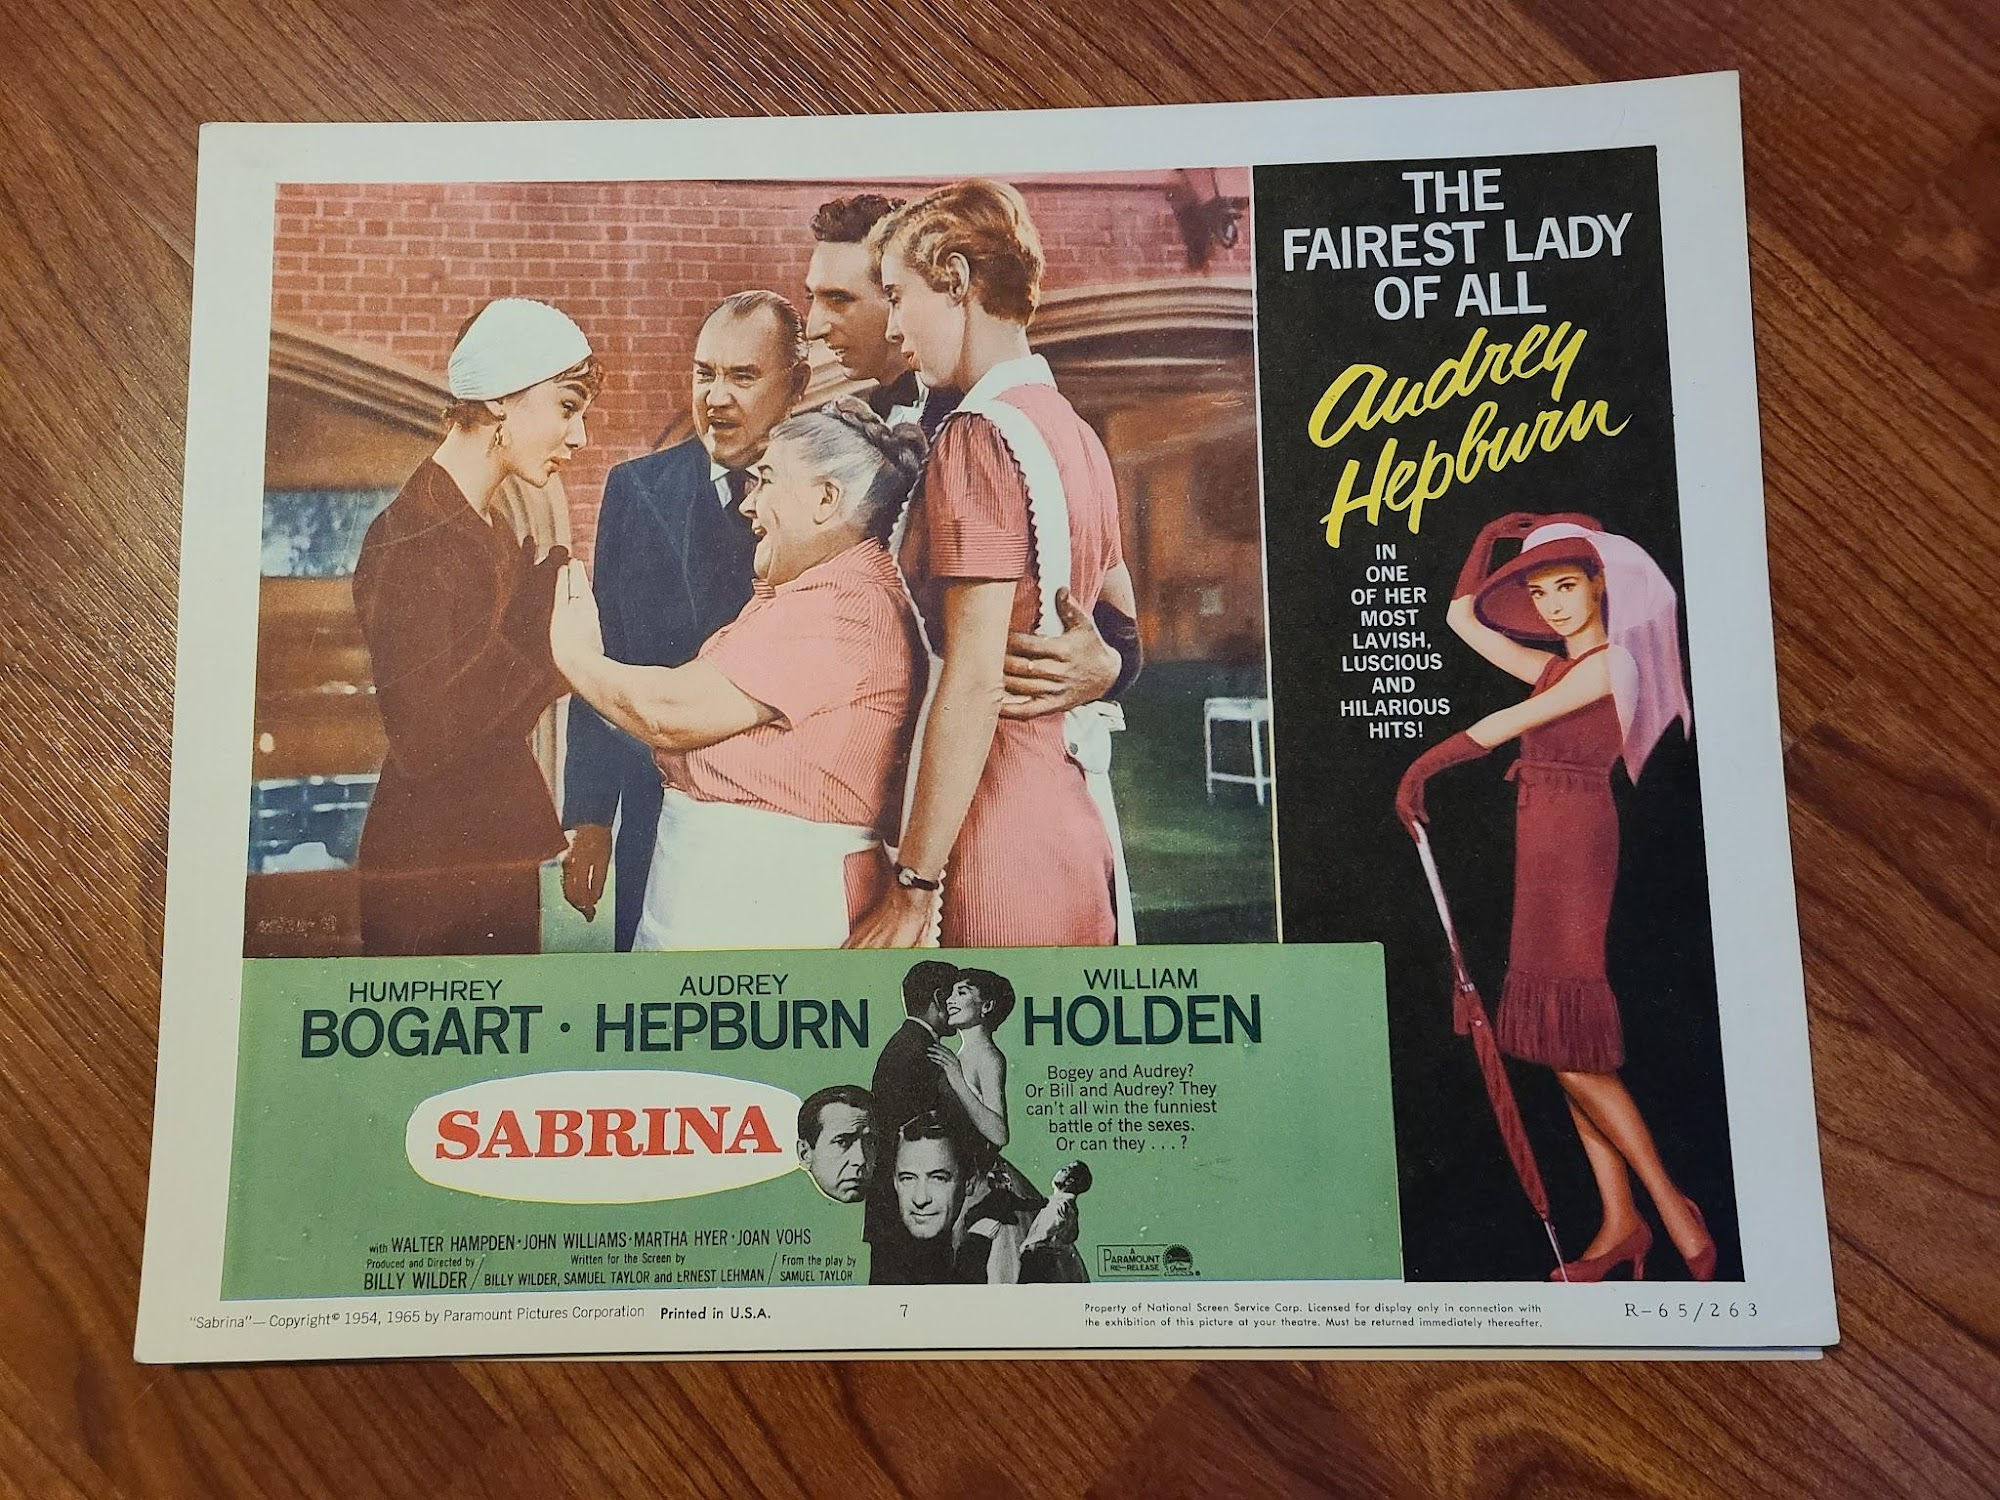 THE
FAIREST LADY
OF ALL
Audrey
Hepburn
IN
ONE
OF HER
MOST
LAVISH,
LUSCIOUS
AND
HILARIOUS
HITS!
HUMPHREY
BOGART · 
AUDREY
HEPBURN
WILLIAM
HOLDEN
SABRINA
Bogey and Audrey?
Or Bill and Audrey? They
can't all win the funniest
battle of the sexes.
Or can they . . . ?
with WALTER HAMPDEN · JOHN WILLIAMS · MARTHA HYER · JOAN VOHS
Produced and Directed by
BILLY WILDER /
Written for the Screen by
BILLY WILDER, SAMUEL TAYLOR and ERNEST LEHMAN /
From the play by
SAMUEL TAYLOR
A
PARAMOUNT
RE-RELEASE
"Sabrina"— Copyright© 1954, 1965 by Paramount Pictures Corporation Printed in U.S.A.
7
Property of National Screen Service Corp. Licensed for display only in connection with
the exhibition of this picture at your theatre. Must be returned immediately thereafter.
R-65/263